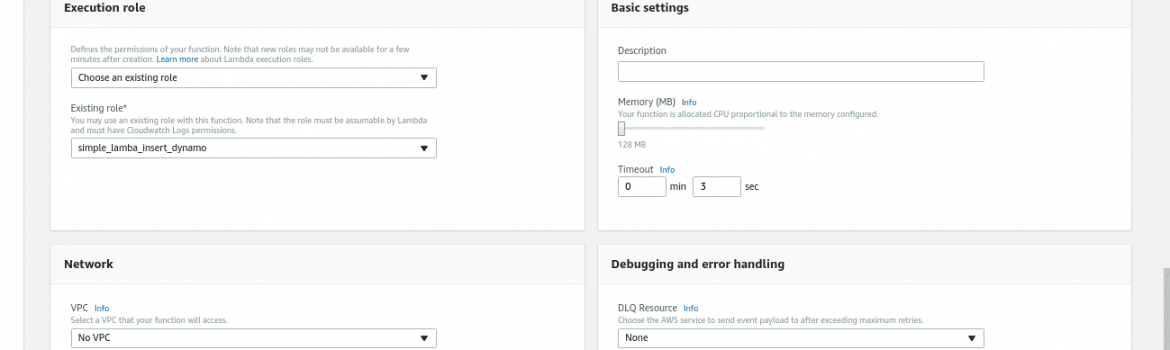 Execution role
Defines the permissions of your function. Note that new roles may not be available for a few
minutes after creation. Learn more about Lambda execution roles.
Choose an existing role
Existing role*
You may use an existing role with this function. Note that the role must be assumable by Lambda
and must have Cloudwatch Logs permissions.
simple_lamba_insert_dynamo
Basic settings
Description
Memory (MB) Info
Your function is allocated CPU proportional to the memory configured.
128 MB
Timeout Info
0 min 3 sec
Network
VPC Info
Select a VPC that your function will access.
No VPC
Debugging and error handling
DLQ Resource Info
Choose the AWS service to send event payload to after exceeding maximum retries.
None